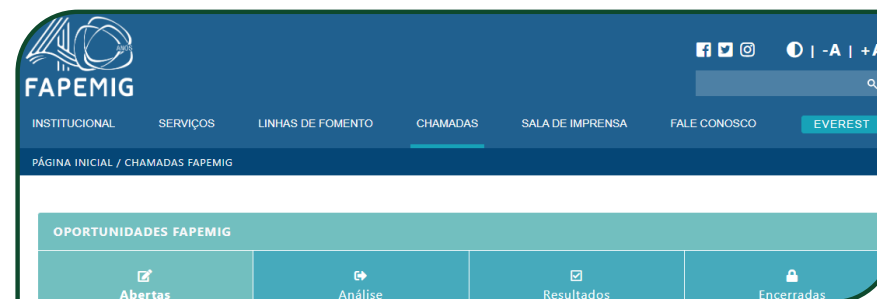 40 ANOS
FAPEMIG
| -A | +A
INSTITUCIONAL SERVIÇOS LINHAS DE FOMENTO CHAMADAS SALA DE IMPRENSA FALE CONOSCO EVEREST
PÁGINA INICIAL / CHAMADAS FAPEMIG
OPORTUNIDADES FAPEMIG
Abertas Análise Resultados Encerradas